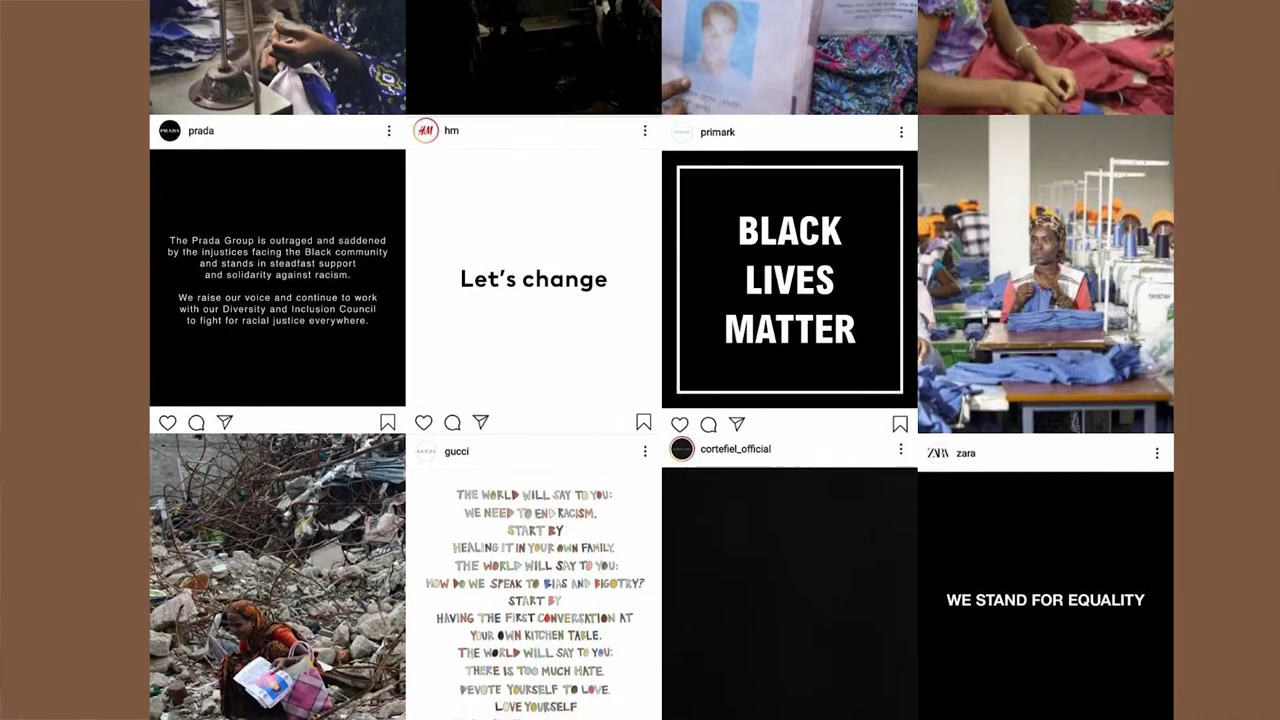 prada
hm
primark
The Prada Group is outraged and saddened
by the injustices facing the Black community
and stands in steadfast support
and solidarity against racism.
We raise our voice and continue to work
with our Diversity and Inclusion Council
to fight for racial justice everywhere.
Let's change
BLACK
LIVES
MATTER
brother
gucci
cortefiel_official
ZARA
zara
THE WORLD WILL SAY TO YOU:
WE NEED TO END RACISM.
START BY
HEALING IT IN YOUR OWN FAMILY.
THE WORLD WILL SAY TO YOU:
HOW DO WE SPEAK TO BIAS AND BIGOTRY?
START BY
HAVING THE FIRST CONVERSATION AT
YOUR OWN KITCHEN TABLE.
THE WORLD WILL SAY TO YOU:
THERE IS TOO MUCH HATE.
DEVOTE YOURSELF TO LOVE.
LOVE YOURSELF
WE STAND FOR EQUALITY